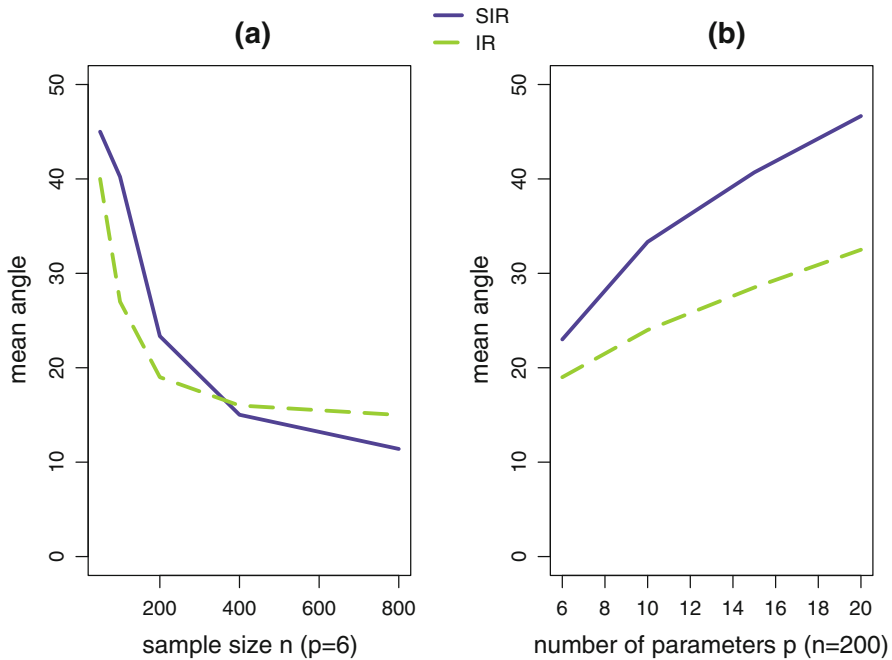 SIR
IR
(a)
mean angle
50
40
30
20
10
0
200 400 600 800
sample size n (p=6)
(b)
mean angle
50
40
30
20
10
0
6 8 10 12 14 16 18 20
number of parameters p (n=200)